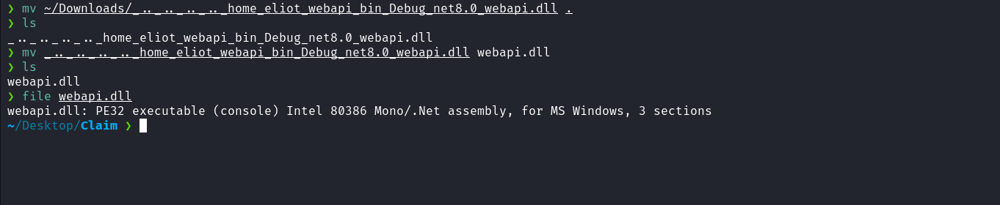 ❯ mv ~/Downloads/_.._.._.._.._home_eliot_webapi_bin_Debug_net8.0_webapi.dll .
❯ ls
_.._.._.._.._home_eliot_webapi_bin_Debug_net8.0_webapi.dll
❯ mv _.._.._.._.._home_eliot_webapi_bin_Debug_net8.0_webapi.dll webapi.dll
❯ ls
webapi.dll
❯ file webapi.dll
webapi.dll: PE32 executable (console) Intel 80386 Mono/.Net assembly, for MS Windows, 3 sections
~/Desktop/Claim ❯